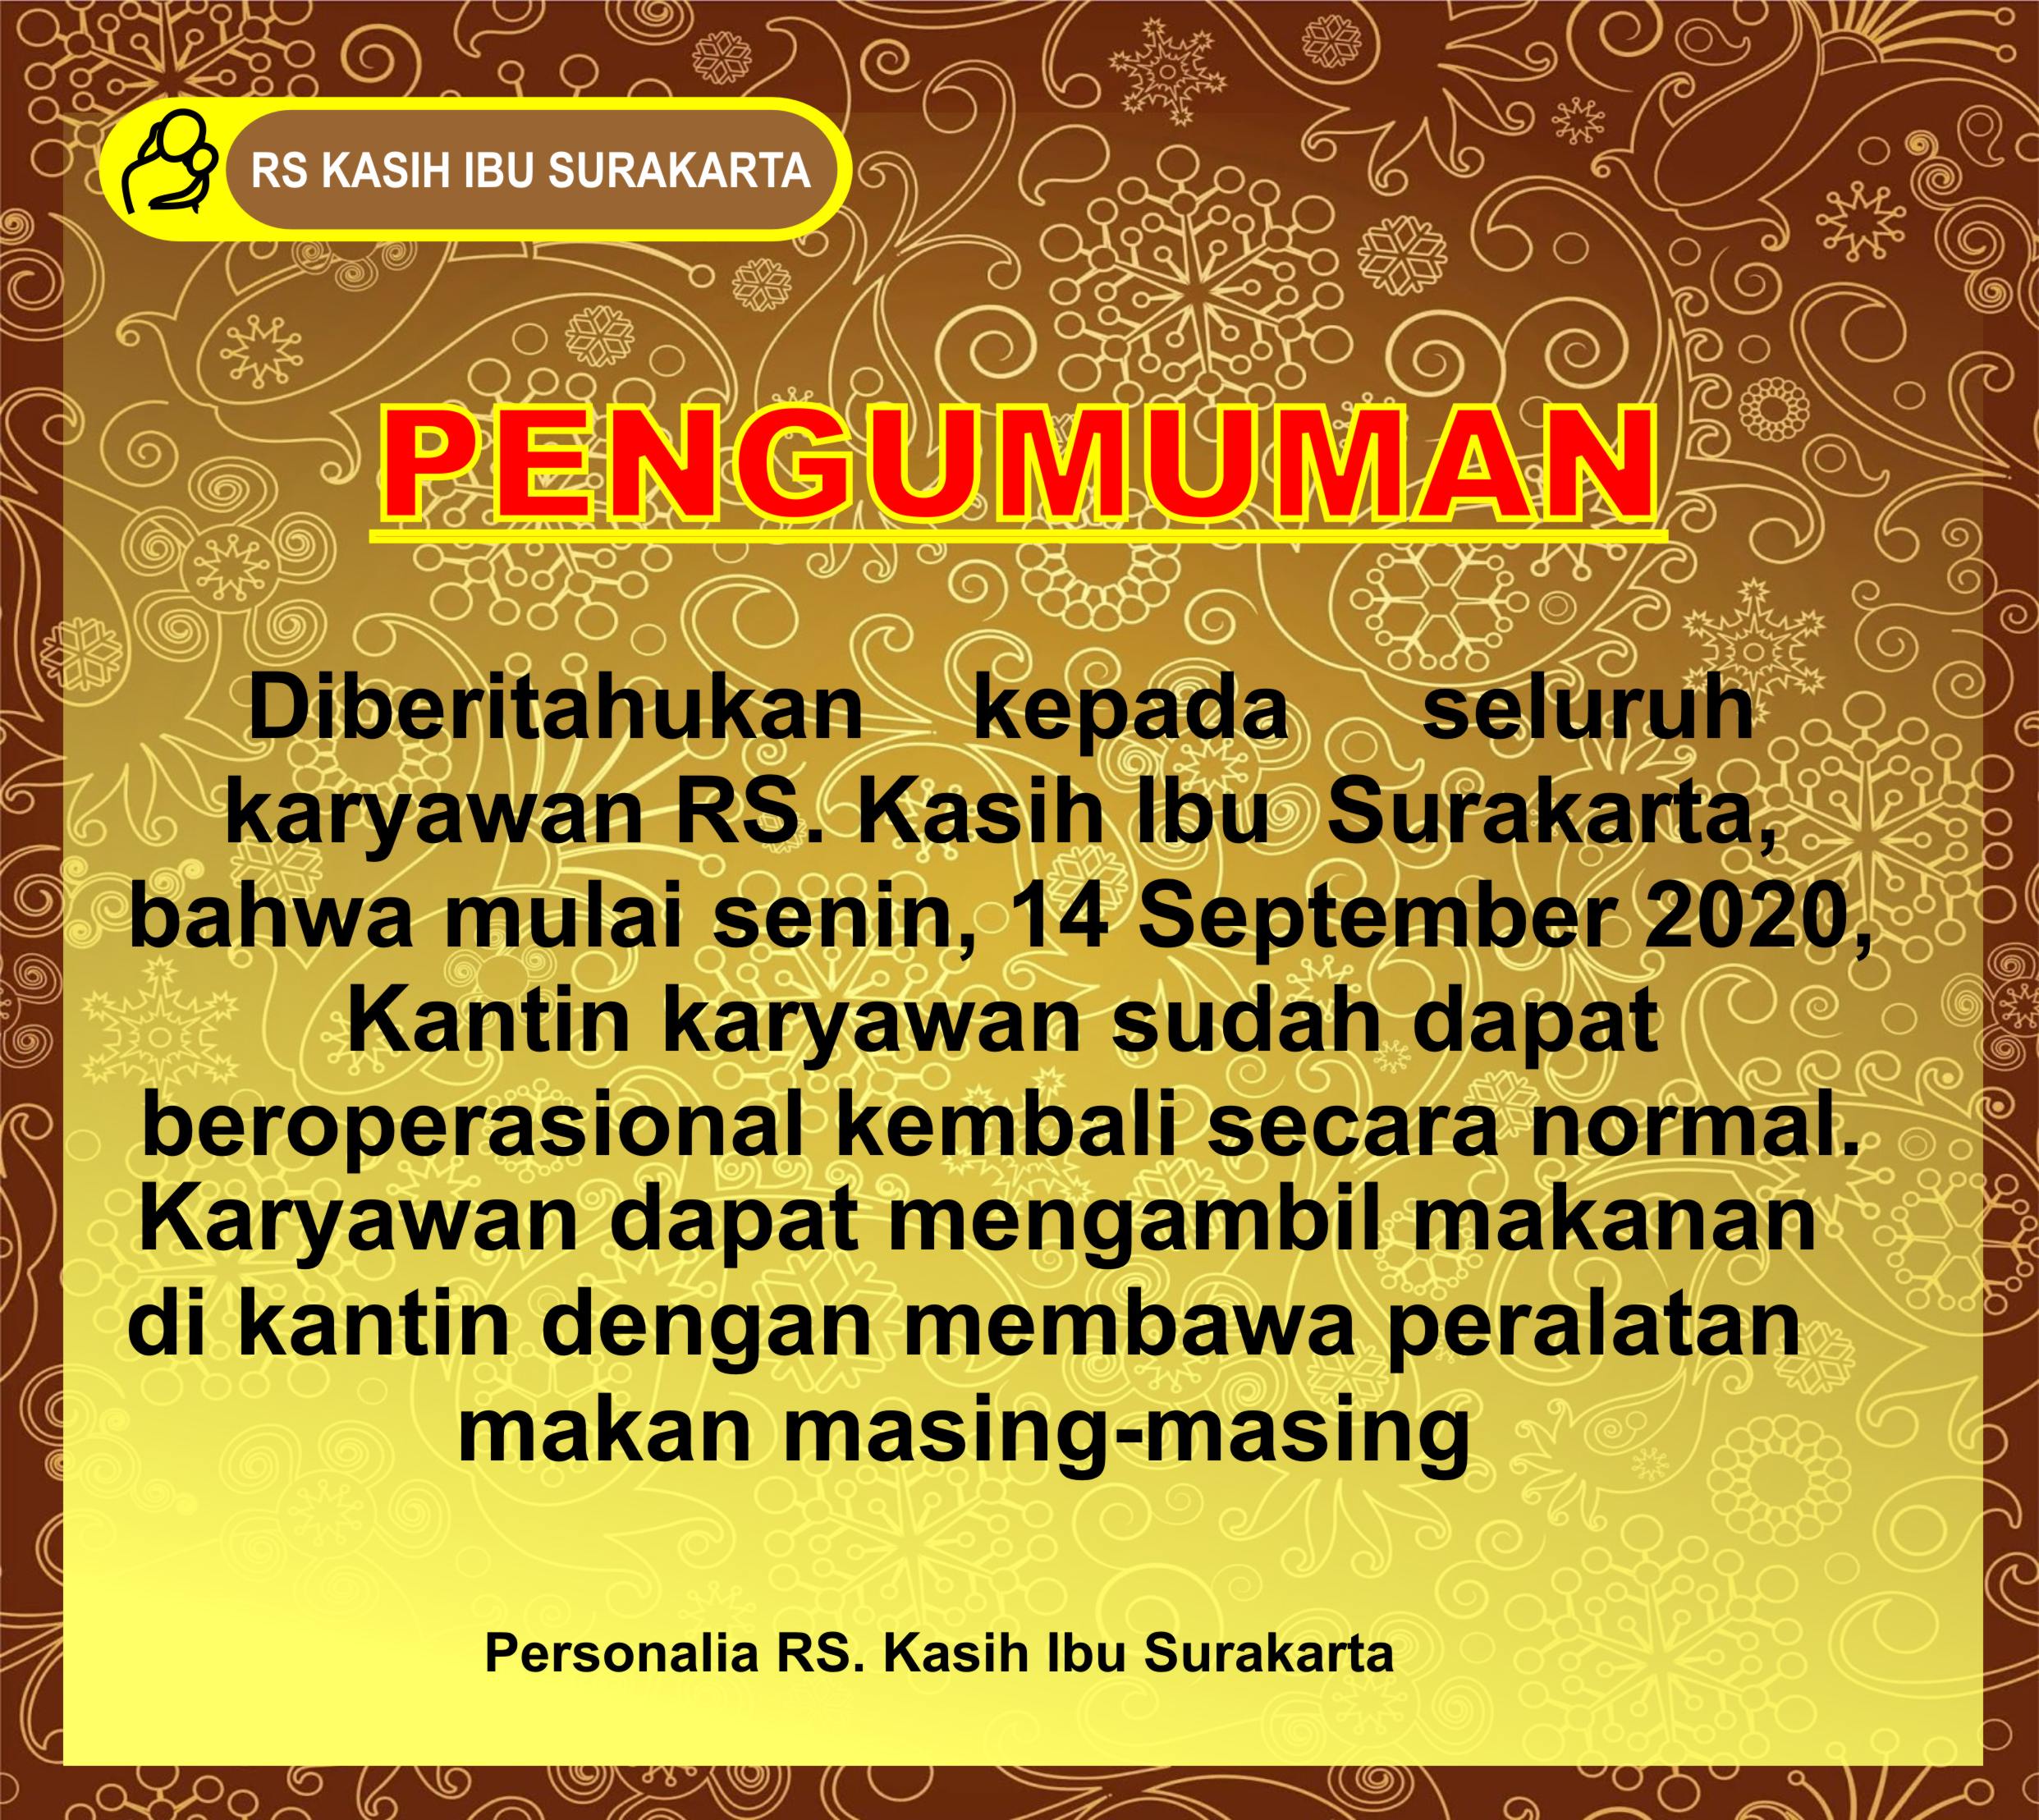 RS KASIH IBU SURAKARTA
PENGUMUMAN
Diberitahukan kepada seluruh
karyawan RS. Kasih Ibu Surakarta,
bahwa mulai senin, 14 September 2020,
Kantin karyawan sudah dapat
beroperasional kembali secara normal.
Karyawan dapat mengambil makanan
di kantin dengan membawa peralatan
makan masing-masing
Personalia RS. Kasih Ibu Surakarta